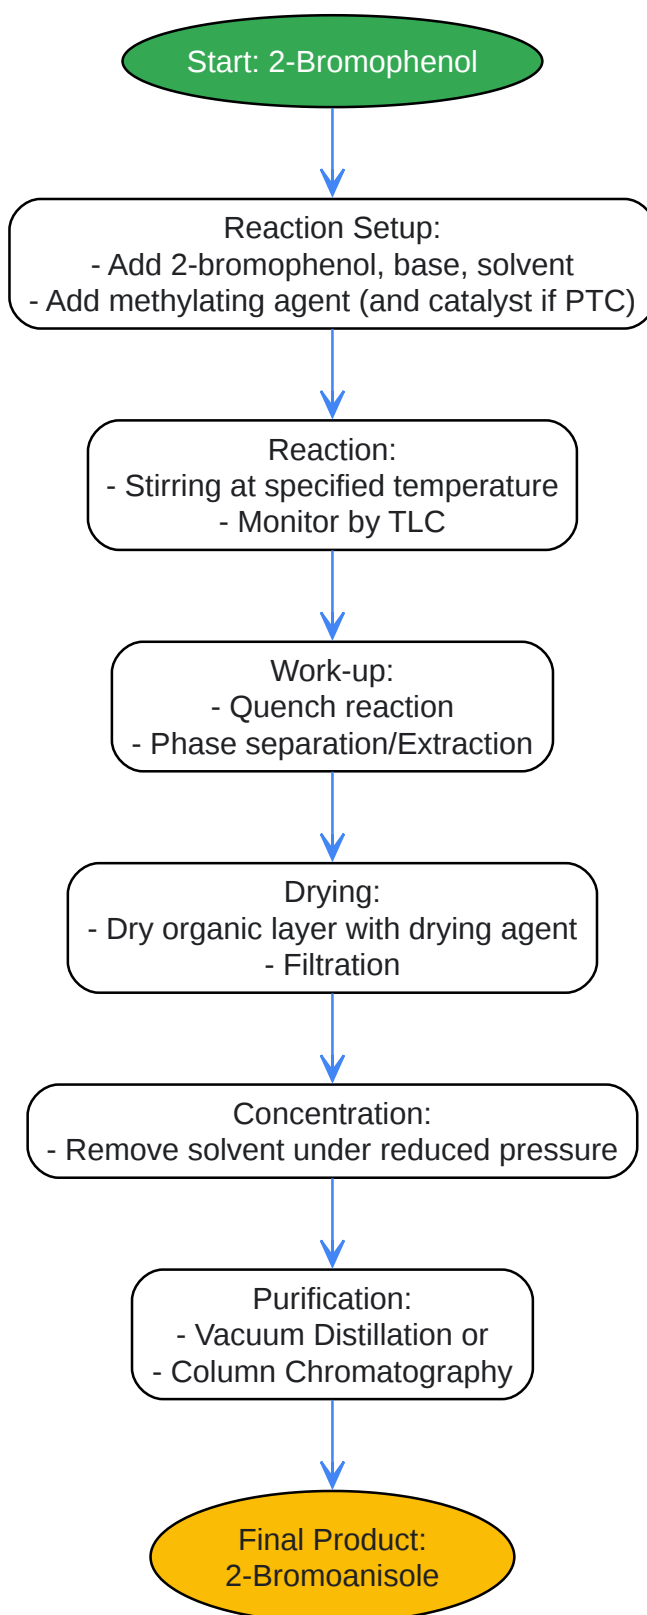 Start: 2-Bromophenol
Reaction Setup:
- Add 2-bromophenol, base, solvent
- Add methylating agent (and catalyst if PTC)
Reaction:
- Stirring at specified temperature
- Monitor by TLC
Work-up:
- Quench reaction
- Phase separation/Extraction
Drying:
- Dry organic layer with drying agent
- Filtration
Concentration:
- Remove solvent under reduced pressure
Purification:
- Vacuum Distillation or
- Column Chromatography
Final Product:
2-Bromoanisole